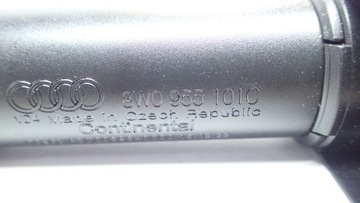 8W0 955 101C
Made in Czech Republic
Continental